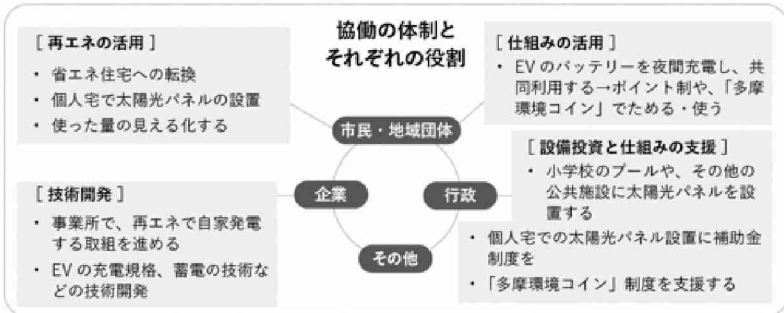 協働の体制と
それぞれの役割
[ 再エネの活用 ]
• 省エネ住宅への転換
• 個人宅で太陽光パネルの設置
• 使った量の見える化する
[ 仕組みの活用 ]
• EV のバッテリーを夜間充電し、共
同利用する→ポイント制や、「多摩
環境コイン」でためる・使う
市民・地域団体
企業
行政
その他
[ 技術開発 ]
• 事業所で、再エネで自家発電
する取組を進める
• EV の充電規格、蓄電の技術な
どの技術開発
[ 設備投資と仕組みの支援 ]
• 小学校のプールや、その他の
公共施設に太陽光パネルを設
置する
• 個人宅での太陽光パネル設置に補助金
制度を
• 「多摩環境コイン」制度を支援する